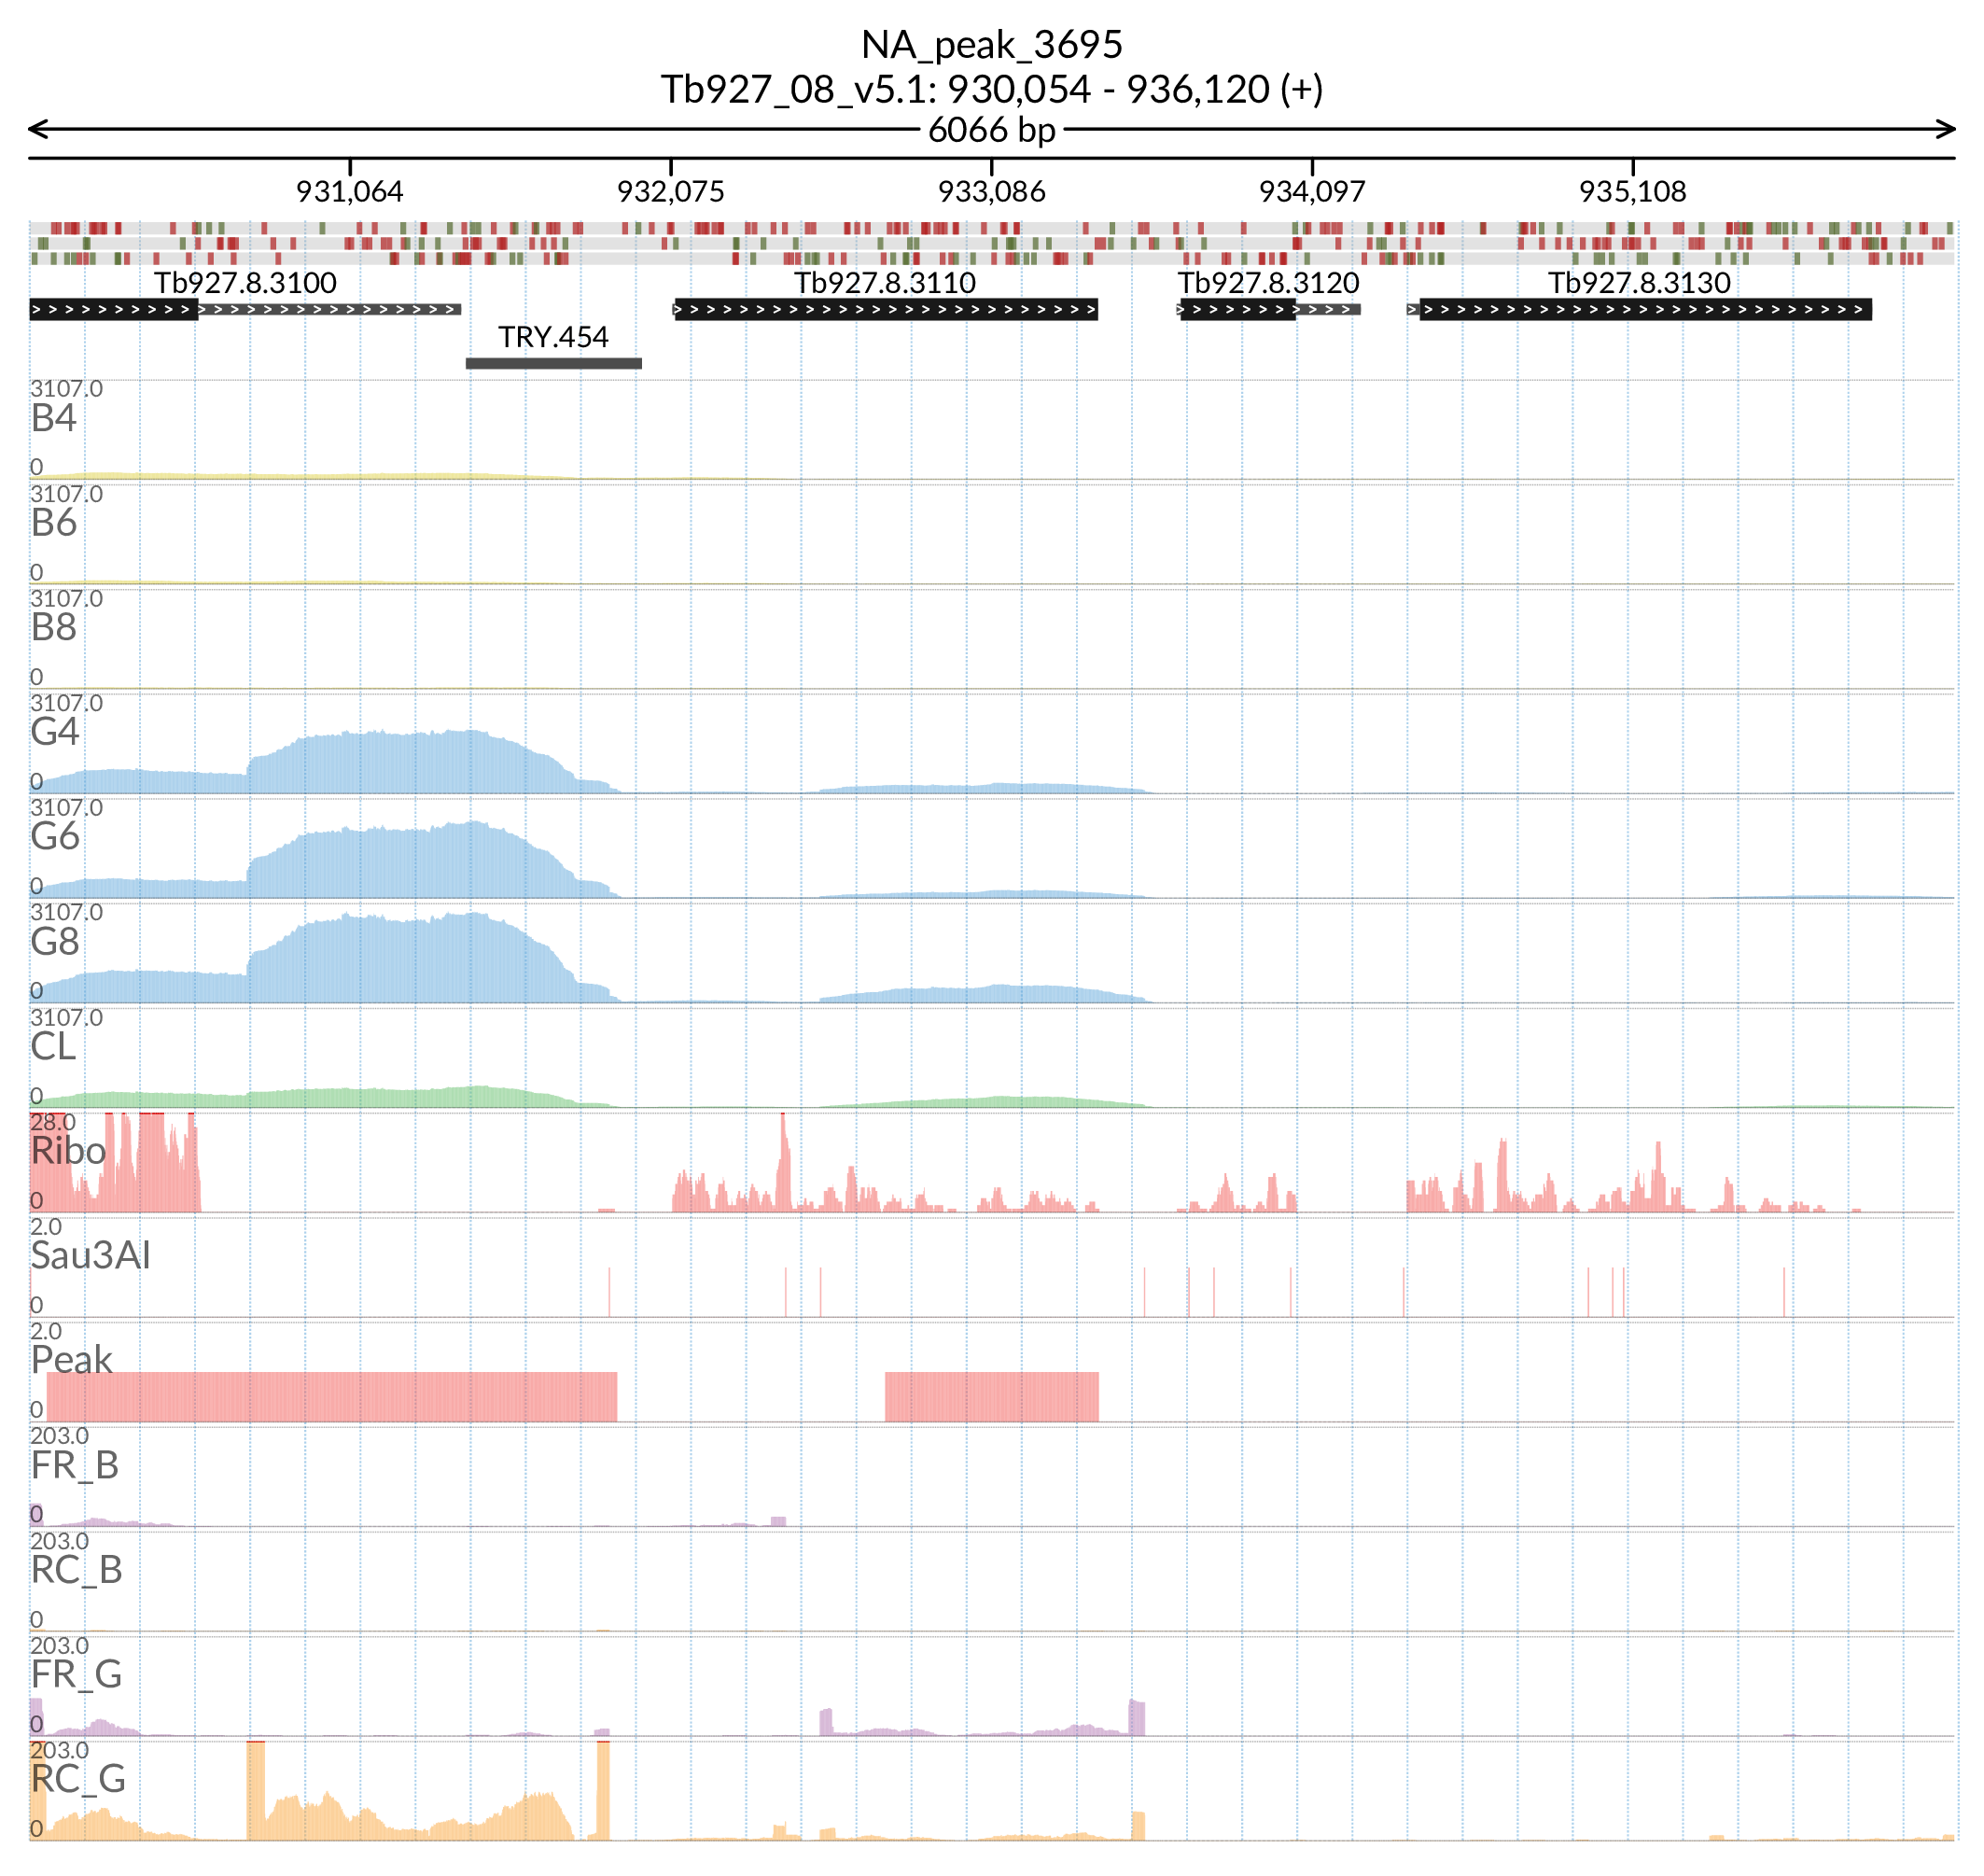 NA_peak_3695
Tb927_08_v5.1: 930,054 - 936,120 (+)
6066 bp
931,064 932,075 933,086 934,097 935,108
Tb927.8.3100 Tb927.8.3110 Tb927.8.3120 Tb927.8.3130
TRY.454
3107.0
B4
0
3107.0
B6
0
3107.0
B8
0
3107.0
G4
0
3107.0
G6
0
3107.0
G8
0
3107.0
CL
0
28.0
Ribo
0
2.0
Sau3AI
0
2.0
Peak
0
203.0
FR_B
0
203.0
RC_B
0
203.0
FR_G
0
203.0
RC_G
0